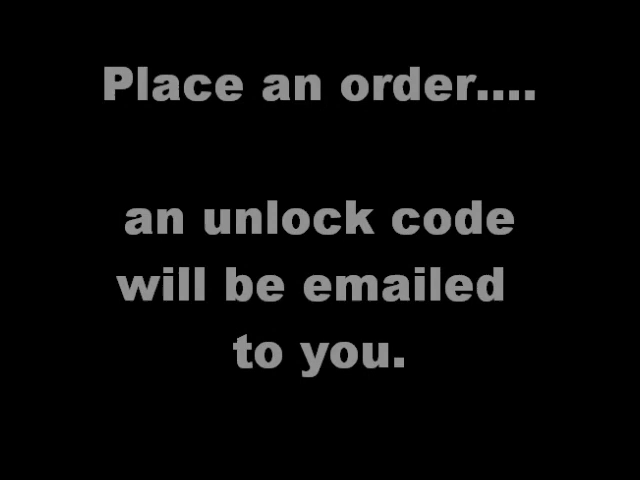 Place an order....
an unlock code
will be emailed
to you.